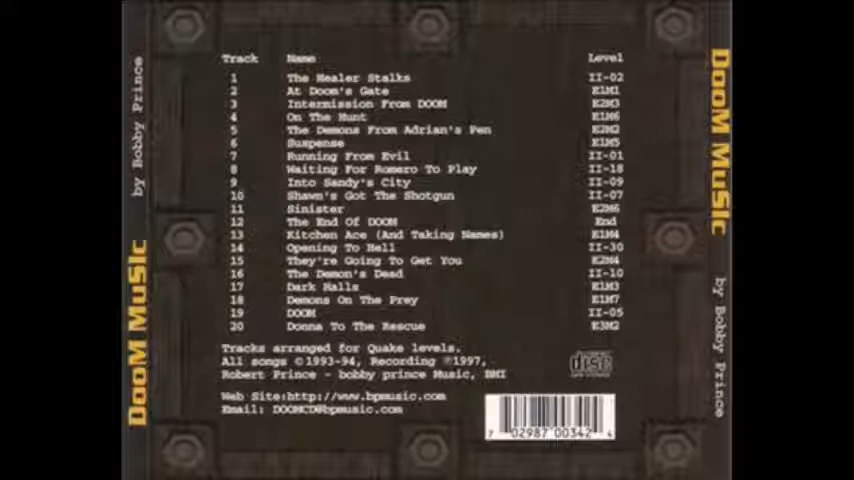 DooM MuSIc by Bobby Prince
Track Name Level
1 The Healer Stalks II-02
2 At Doom's Gate E1M1
3 Intermission From DOOM E2M3
4 On The Hunt E1M6
5 The Demons From Adrian's Pen E2M2
6 Suspense E1M5
7 Running From Evil II-01
8 Waiting For Romero To Play II-18
9 Into Sandy's City II-09
10 Shawn's Got The Shotgun II-07
11 Sinister E2M6
12 The End Of DOOM End
13 Kitchen Ace (And Taking Names) E1M4
14 Opening To Hell II-30
15 They're Going To Get You E2M4
16 The Demon's Dead II-10
17 Dark Halls E1M3
18 Demons On The Prey E1M7
19 DOOM II-05
20 Donna To The Rescue E3M2
Tracks arranged for Quake levels.
All songs ©1993-94, Recording ℗1997,
Robert Prince - bobby prince Music, BMI
Web Site:http://www.bpmusic.com
Email: DOOMCD@bpmusic.com
disc
7 02987 00342 4
DooM MuSIc by Bobby Prince